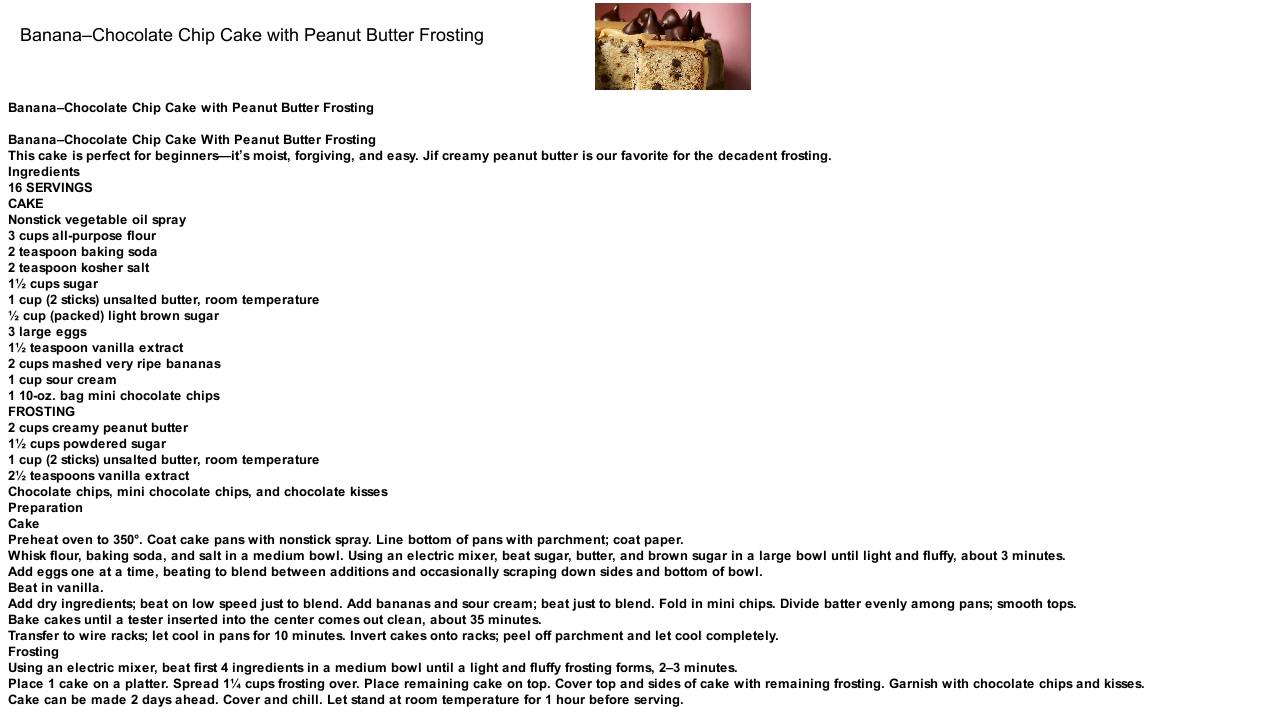 Banana–Chocolate Chip Cake with Peanut Butter Frosting
Banana–Chocolate Chip Cake with Peanut Butter Frosting
Banana–Chocolate Chip Cake With Peanut Butter Frosting
This cake is perfect for beginners—it's moist, forgiving, and easy. Jif creamy peanut butter is our favorite for the decadent frosting.
Ingredients
16 SERVINGS
CAKE
Nonstick vegetable oil spray
3 cups all-purpose flour
2 teaspoon baking soda
2 teaspoon kosher salt
1½ cups sugar
1 cup (2 sticks) unsalted butter, room temperature
½ cup (packed) light brown sugar
3 large eggs
1½ teaspoon vanilla extract
2 cups mashed very ripe bananas
1 cup sour cream
1 10-oz. bag mini chocolate chips
FROSTING
2 cups creamy peanut butter
1½ cups powdered sugar
1 cup (2 sticks) unsalted butter, room temperature
2½ teaspoons vanilla extract
Chocolate chips, mini chocolate chips, and chocolate kisses
Preparation
Cake
Preheat oven to 350°. Coat cake pans with nonstick spray. Line bottom of pans with parchment; coat paper.
Whisk flour, baking soda, and salt in a medium bowl. Using an electric mixer, beat sugar, butter, and brown sugar in a large bowl until light and fluffy, about 3 minutes.
Add eggs one at a time, beating to blend between additions and occasionally scraping down sides and bottom of bowl.
Beat in vanilla.
Add dry ingredients; beat on low speed just to blend. Add bananas and sour cream; beat just to blend. Fold in mini chips. Divide batter evenly among pans; smooth tops.
Bake cakes until a tester inserted into the center comes out clean, about 35 minutes.
Transfer to wire racks; let cool in pans for 10 minutes. Invert cakes onto racks; peel off parchment and let cool completely.
Frosting
Using an electric mixer, beat first 4 ingredients in a medium bowl until a light and fluffy frosting forms, 2–3 minutes.
Place 1 cake on a platter. Spread 1¼ cups frosting over. Place remaining cake on top. Cover top and sides of cake with remaining frosting. Garnish with chocolate chips and kisses.
Cake can be made 2 days ahead. Cover and chill. Let stand at room temperature for 1 hour before serving.